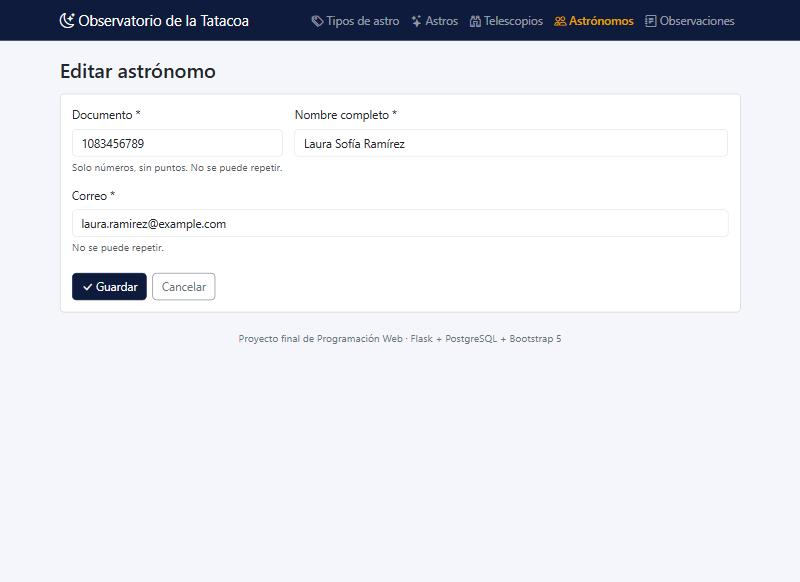 Observatorio de la Tatacoa Tipos de astro Astros Telescopios Astrónomos Observaciones
Editar astrónomo
Documento * Nombre completo *
1083456789 Laura Sofía Ramírez
Solo números, sin puntos. No se puede repetir.
Correo *
laura.ramirez@example.com
No se puede repetir.
Guardar Cancelar
Proyecto final de Programación Web · Flask + PostgreSQL + Bootstrap 5